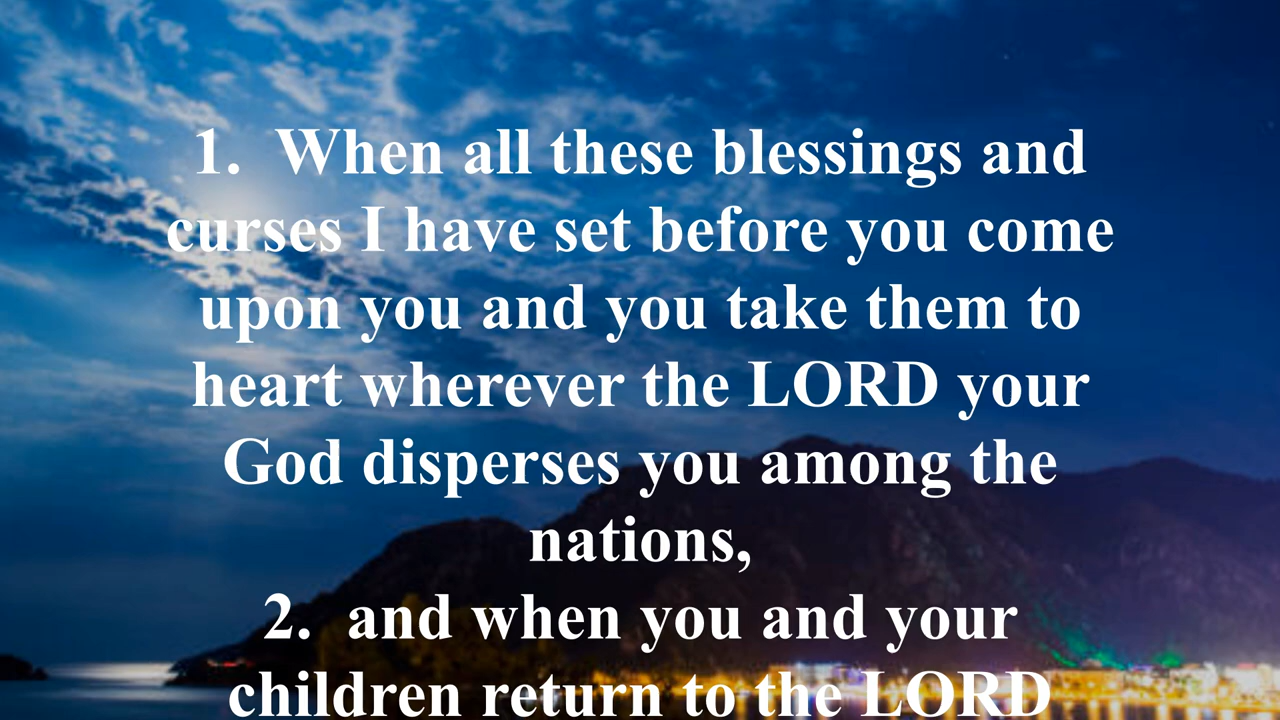 1.  When all these blessings and
curses I have set before you come
upon you and you take them to
heart wherever the LORD your
God disperses you among the
nations,
2.  and when you and your
children return to the LORD